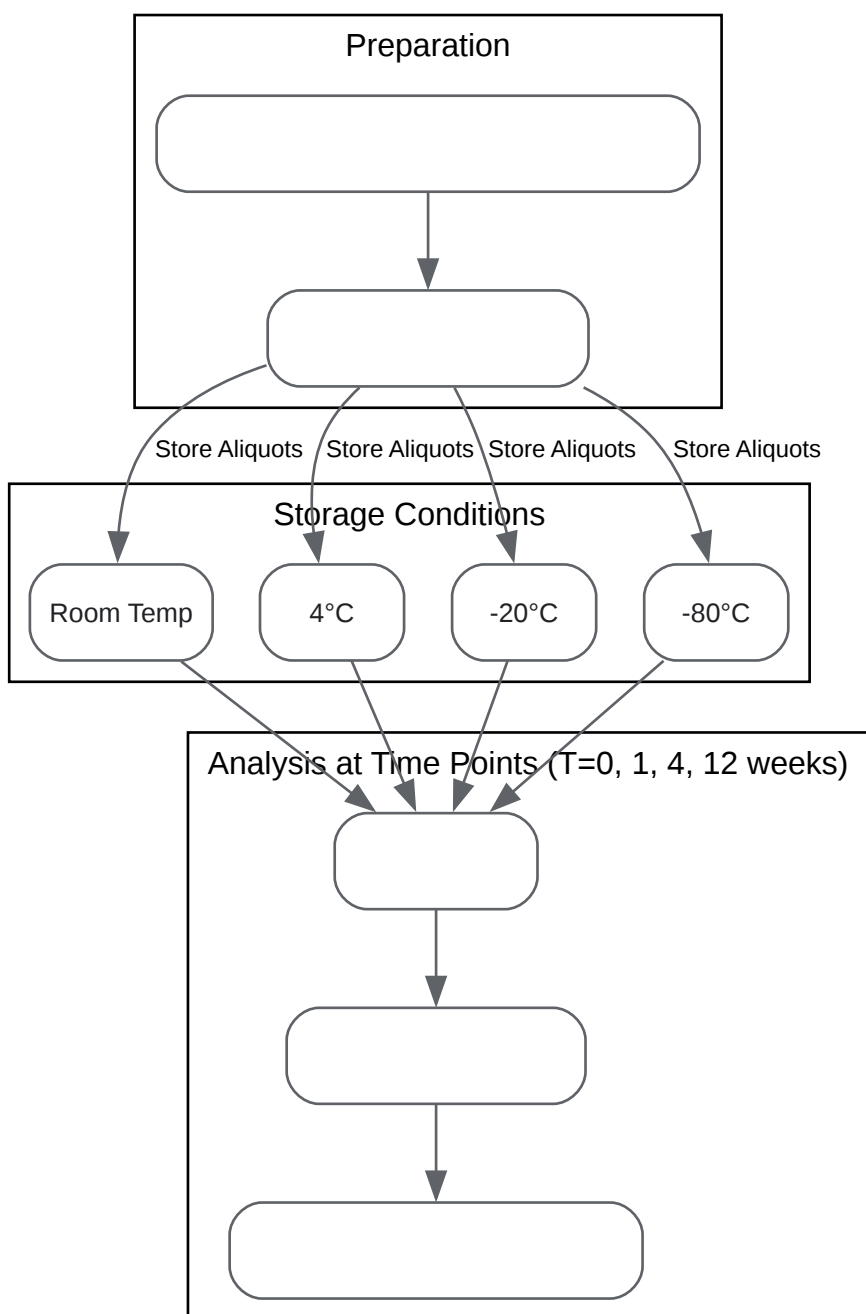 Preparation
Store Aliquots
Store Aliquots
Store Aliquots
Store Aliquots
Storage Conditions
Room Temp
4°C
-20°C
-80°C
Analysis at Time Points (T=0, 1, 4, 12 weeks)